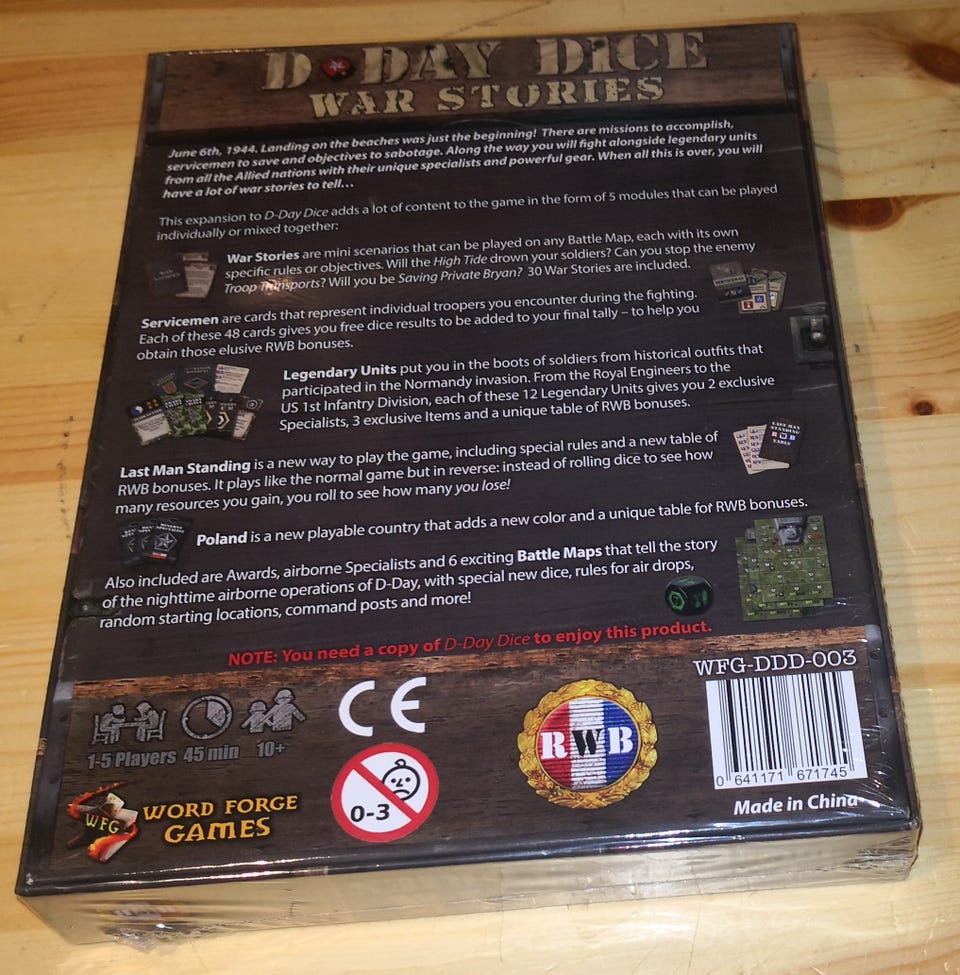 D-DAY DICE
WAR STORIES
June 6th, 1944. Landing on the beaches was just the beginning! There are missions to accomplish,
servicemen to save and objectives to sabotage. Along the way you will fight alongside legendary units
from all the Allied nations with their unique specialists and powerful gear. When all this is over, you will
have a lot of war stories to tell...
This expansion to D-Day Dice adds a lot of content to the game in the form of 5 modules that can be played
individually or mixed together:
War Stories are mini scenarios that can be played on any Battle Map, each with its own
specific rules or objectives. Will the High Tide drown your soldiers? Can you stop the enemy
Troop Transports? Will you be Saving Private Bryan? 30 War Stories are included.
Servicemen are cards that represent individual troopers you encounter during the fighting.
Each of these 48 cards gives you free dice results to be added to your final tally – to help you
obtain those elusive RWB bonuses.
Legendary Units put you in the boots of soldiers from historical outfits that
participated in the Normandy invasion. From the Royal Engineers to the
US 1st Infantry Division, each of these 12 Legendary Units gives you 2 exclusive
Specialists, 3 exclusive Items and a unique table of RWB bonuses.
Last Man Standing is a new way to play the game, including special rules and a new table of
RWB bonuses. It plays like the normal game but in reverse: instead of rolling dice to see how
many resources you gain, you roll to see how many you lose!
LAST MAN
STANDING
R W B
TABLE
Poland is a new playable country that adds a new color and a unique table for RWB bonuses.
Also included are Awards, airborne Specialists and 6 exciting Battle Maps that tell the story
of the nighttime airborne operations of D-Day, with special new dice, rules for air drops,
random starting locations, command posts and more!
NOTE: You need a copy of D-Day Dice to enjoy this product.
WFG-DDD-003
1-5 Players 45 min 10+
CE
0-3
RWB
0 641171 671745
Made in China
WFG
WORD FORGE
GAMES